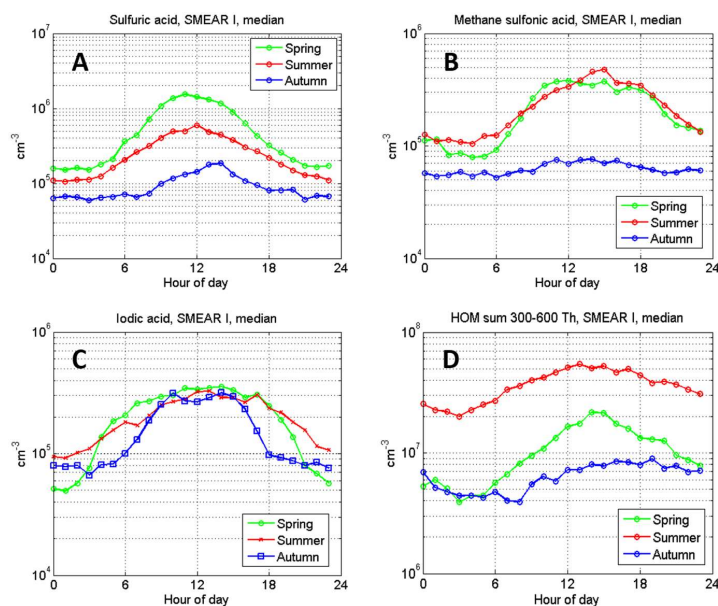 Sulfuric acid, SMEAR I, median
A
10^7
10^6
10^5
10^4
cm^-3
0 6 12 18 24
Hour of day
Spring
Summer
Autumn
Methane sulfonic acid, SMEAR I, median
B
10^6
10^5
10^4
cm^-3
0 6 12 18 24
Hour of day
Spring
Summer
Autumn
Iodic acid, SMEAR I, median
C
10^6
10^5
10^4
cm^-3
0 6 12 18 24
Hour of day
Spring
Summer
Autumn
HOM sum 300-600 Th, SMEAR I, median
D
10^8
10^7
10^6
cm^-3
0 6 12 18 24
Hour of day
Spring
Summer
Autumn